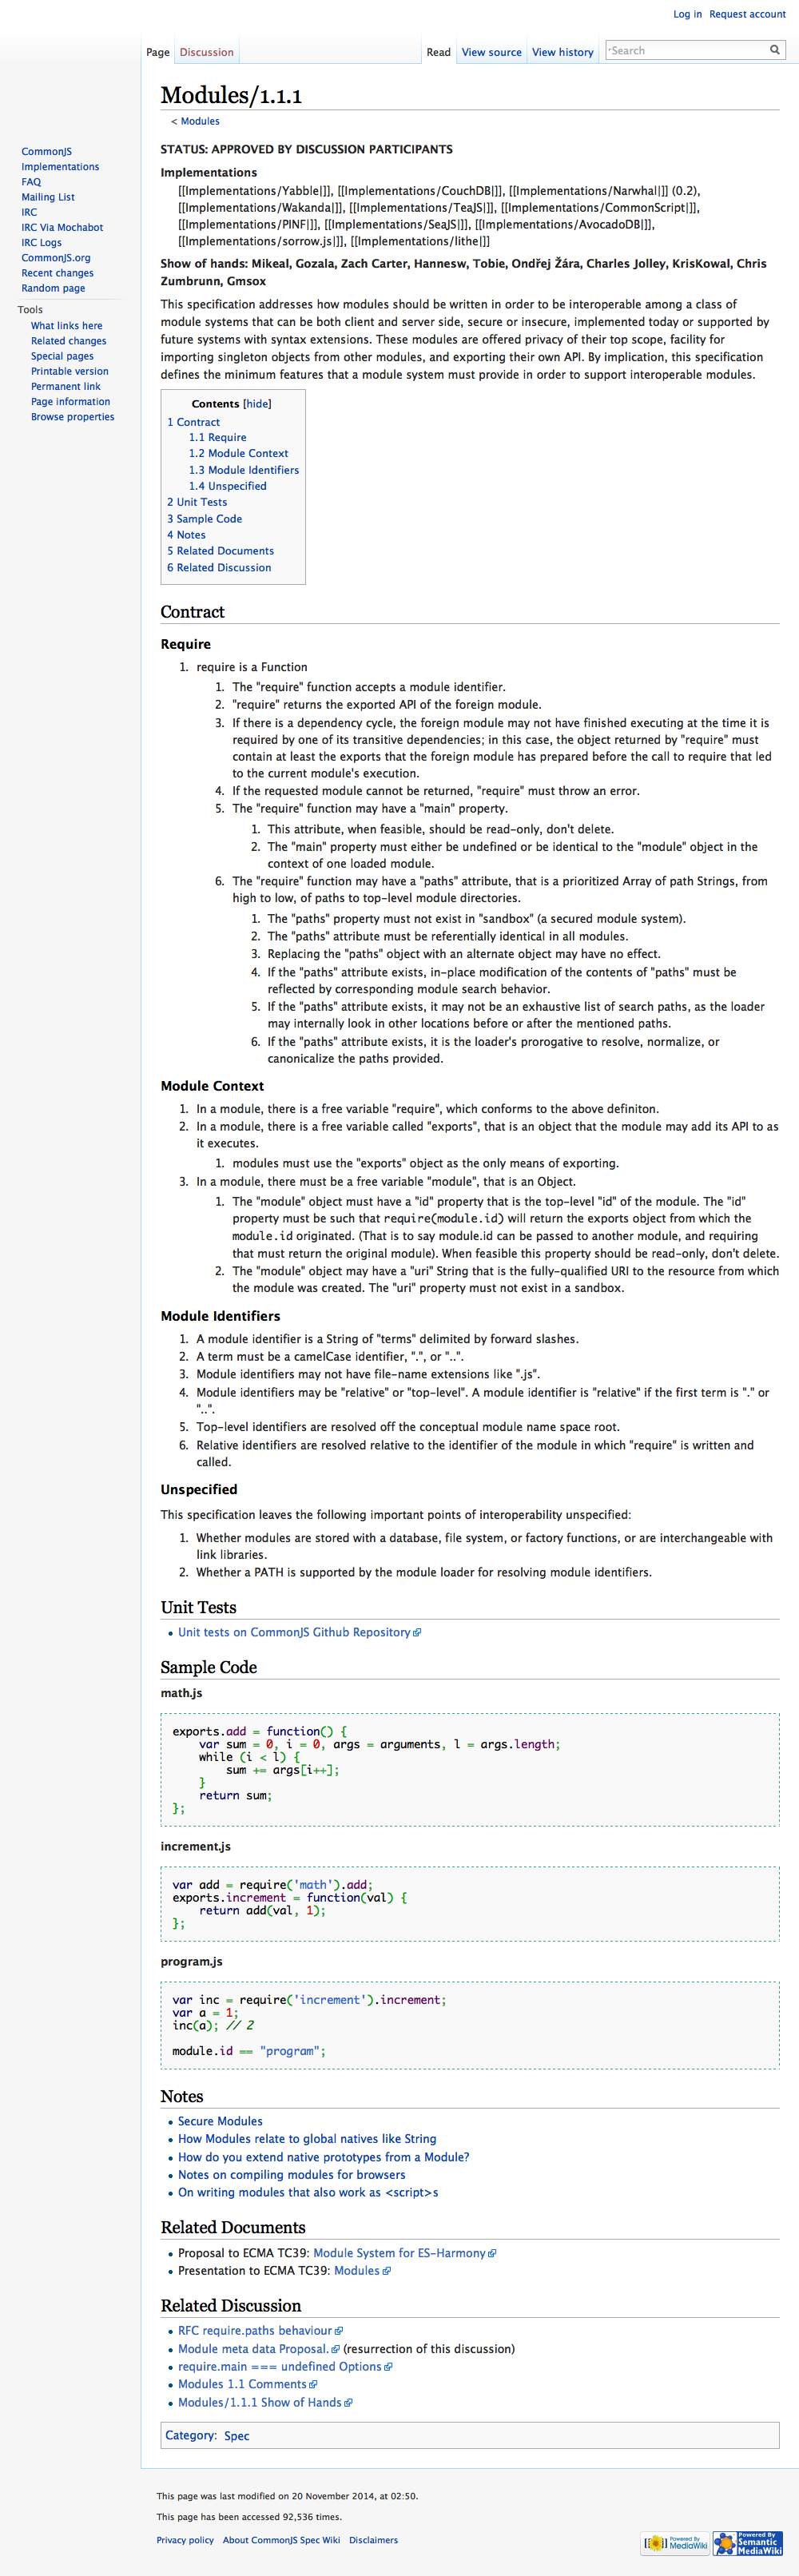 Log in Request account
Page Discussion Read View source View history Search
Modules/1.1.1
< Modules
CommonJS
Implementations
FAQ
Mailing List
IRC
IRC Via Mochabot
IRC Logs
CommonJS.org
Recent changes
Random page
Tools
What links here
Related changes
Special pages
Printable version
Permanent link
Page information
Browse properties
STATUS: APPROVED BY DISCUSSION PARTICIPANTS
Implementations
[[Implementations/Yabble|]], [[Implementations/CouchDB|]], [[Implementations/Narwhal|]] (0.2),
[[Implementations/Wakanda|]], [[Implementations/TeaJS|]], [[Implementations/CommonScript|]],
[[Implementations/PINF|]], [[Implementations/SeaJS|]], [[Implementations/AvocadoDB|]],
[[Implementations/sorrow.js|]], [[Implementations/lithe|]]
Show of hands: Mikeal, Gozala, Zach Carter, Hannesw, Tobie, Ondřej Žára, Charles Jolley, KrisKowal, Chris
Zumbrunn, Gmsox
This specification addresses how modules should be written in order to be interoperable among a class of
module systems that can be both client and server side, secure or insecure, implemented today or supported by
future systems with syntax extensions. These modules are offered privacy of their top scope, facility for
importing singleton objects from other modules, and exporting their own API. By implication, this specification
defines the minimum features that a module system must provide in order to support interoperable modules.
Contents [hide]
1 Contract
1.1 Require
1.2 Module Context
1.3 Module Identifiers
1.4 Unspecified
2 Unit Tests
3 Sample Code
4 Notes
5 Related Documents
6 Related Discussion
Contract
Require
1. require is a Function
1. The "require" function accepts a module identifier.
2. "require" returns the exported API of the foreign module.
3. If there is a dependency cycle, the foreign module may not have finished executing at the time it is
required by one of its transitive dependencies; in this case, the object returned by "require" must
contain at least the exports that the foreign module has prepared before the call to require that led
to the current module's execution.
4. If the requested module cannot be returned, "require" must throw an error.
5. The "require" function may have a "main" property.
1. This attribute, when feasible, should be read-only, don't delete.
2. The "main" property must either be undefined or be identical to the "module" object in the
context of one loaded module.
6. The "require" function may have a "paths" attribute, that is a prioritized Array of path Strings, from
high to low, of paths to top-level module directories.
1. The "paths" property must not exist in "sandbox" (a secured module system).
2. The "paths" attribute must be referentially identical in all modules.
3. Replacing the "paths" object with an alternate object may have no effect.
4. If the "paths" attribute exists, in-place modification of the contents of "paths" must be
reflected by corresponding module search behavior.
5. If the "paths" attribute exists, it may not be an exhaustive list of search paths, as the loader
may internally look in other locations before or after the mentioned paths.
6. If the "paths" attribute exists, it is the loader's prorogative to resolve, normalize, or
canonicalize the paths provided.
Module Context
1. In a module, there is a free variable "require", which conforms to the above definiton.
2. In a module, there is a free variable called "exports", that is an object that the module may add its API to as
it executes.
1. modules must use the "exports" object as the only means of exporting.
3. In a module, there must be a free variable "module", that is an Object.
1. The "module" object must have a "id" property that is the top-level "id" of the module. The "id"
property must be such that require(module.id) will return the exports object from which the
module.id originated. (That is to say module.id can be passed to another module, and requiring
that must return the original module). When feasible this property should be read-only, don't delete.
2. The "module" object may have a "uri" String that is the fully-qualified URI to the resource from which
the module was created. The "uri" property must not exist in a sandbox.
Module Identifiers
1. A module identifier is a String of "terms" delimited by forward slashes.
2. A term must be a camelCase identifier, ".", or "..".
3. Module identifiers may not have file-name extensions like ".js".
4. Module identifiers may be "relative" or "top-level". A module identifier is "relative" if the first term is "." or
"..".
5. Top-level identifiers are resolved off the conceptual module name space root.
6. Relative identifiers are resolved relative to the identifier of the module in which "require" is written and
called.
Unspecified
This specification leaves the following important points of interoperability unspecified:
1. Whether modules are stored with a database, file system, or factory functions, or are interchangeable with
link libraries.
2. Whether a PATH is supported by the module loader for resolving module identifiers.
Unit Tests
Unit tests on CommonJS Github Repository
Sample Code
math.js
exports.add = function() {
    var sum = 0, i = 0, args = arguments, l = args.length;
    while (i < l) {
        sum += args[i++];
    }
    return sum;
};
increment.js
var add = require('math').add;
exports.increment = function(val) {
    return add(val, 1);
};
program.js
var inc = require('increment').increment;
var a = 1;
inc(a); // 2
module.id == "program";
Notes
Secure Modules
How Modules relate to global natives like String
How do you extend native prototypes from a Module?
Notes on compiling modules for browsers
On writing modules that also work as <script>s
Related Documents
Proposal to ECMA TC39: Module System for ES-Harmony
Presentation to ECMA TC39: Modules
Related Discussion
RFC require.paths behaviour
Module meta data Proposal. (resurrection of this discussion)
require.main === undefined Options
Modules 1.1 Comments
Modules/1.1.1 Show of Hands
Category: Spec
This page was last modified on 20 November 2014, at 02:50.
This page has been accessed 92,536 times.
Privacy policy About CommonJS Spec Wiki Disclaimers
Powered By MediaWiki
Powered By Semantic MediaWiki